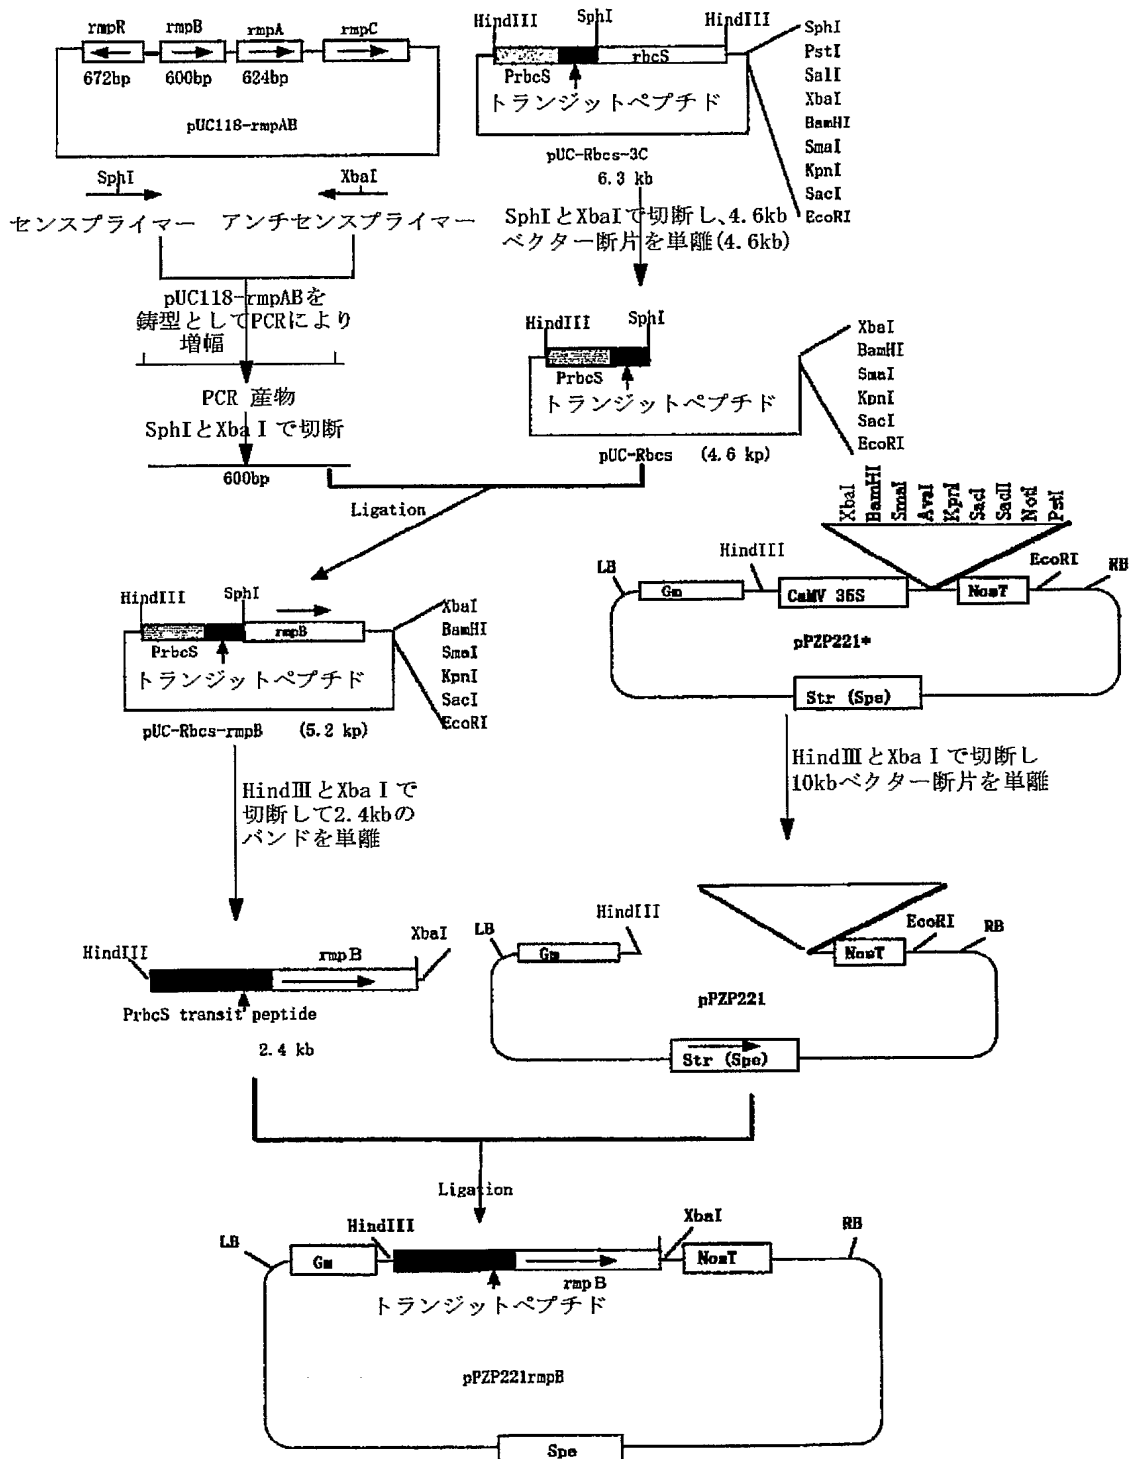 rmpR rmpB rmpA rmpC
672bp 600bp 624bp
pUC118-rmpAB
SphI XbaI
センスプライマー アンチセンスプライマー
pUC118-rmpABを
鋳型としてPCRにより
増幅
PCR 産物
SphIとXba I で切断
600bp
HindIII SphI HindIII
rbcS
PrbcS
トランジットペプチド
pUC-Rbcs-3C
6.3 kb
SphI
PstI
SalI
XbaI
BamHI
SmaI
KpnI
SacI
EcoRI
SphIとXbaIで切断し、4.6kb
ベクター断片を単離(4.6kb)
HindIII SphI
PrbcS
トランジットペプチド
pUC-Rbcs (4.6 kp)
XbaI
BamHI
SmaI
KpnI
SacI
EcoRI
Ligation
HindIII SphI
rmpB
PrbcS
トランジットペプチド
pUC-Rbcs-rmpB (5.2 kp)
XbaI
BamHI
SmaI
KpnI
SacI
EcoRI
XbaI
BamHI
SmaI
AvaI
KpnI
SacI
SadII
NotI
PstI
LB HindIII EcoRI RB
Gm CaMV 35S NosT
pPZP221*
Str (Spe)
HindⅢとXba I で
切断して2.4kbの
バンドを単離
HindⅢとXba I で切断し
10kbベクター断片を単離
HindIII rmpB XbaI
PrbcS transit peptide
2.4 kb
LB HindIII EcoRI RB
Gm NosT
pPZP221
Str (Spe)
Ligation
LB HindIII XbaI RB
Gm NosT
rmpB
トランジットペプチド
pPZP221rmpB
Spe